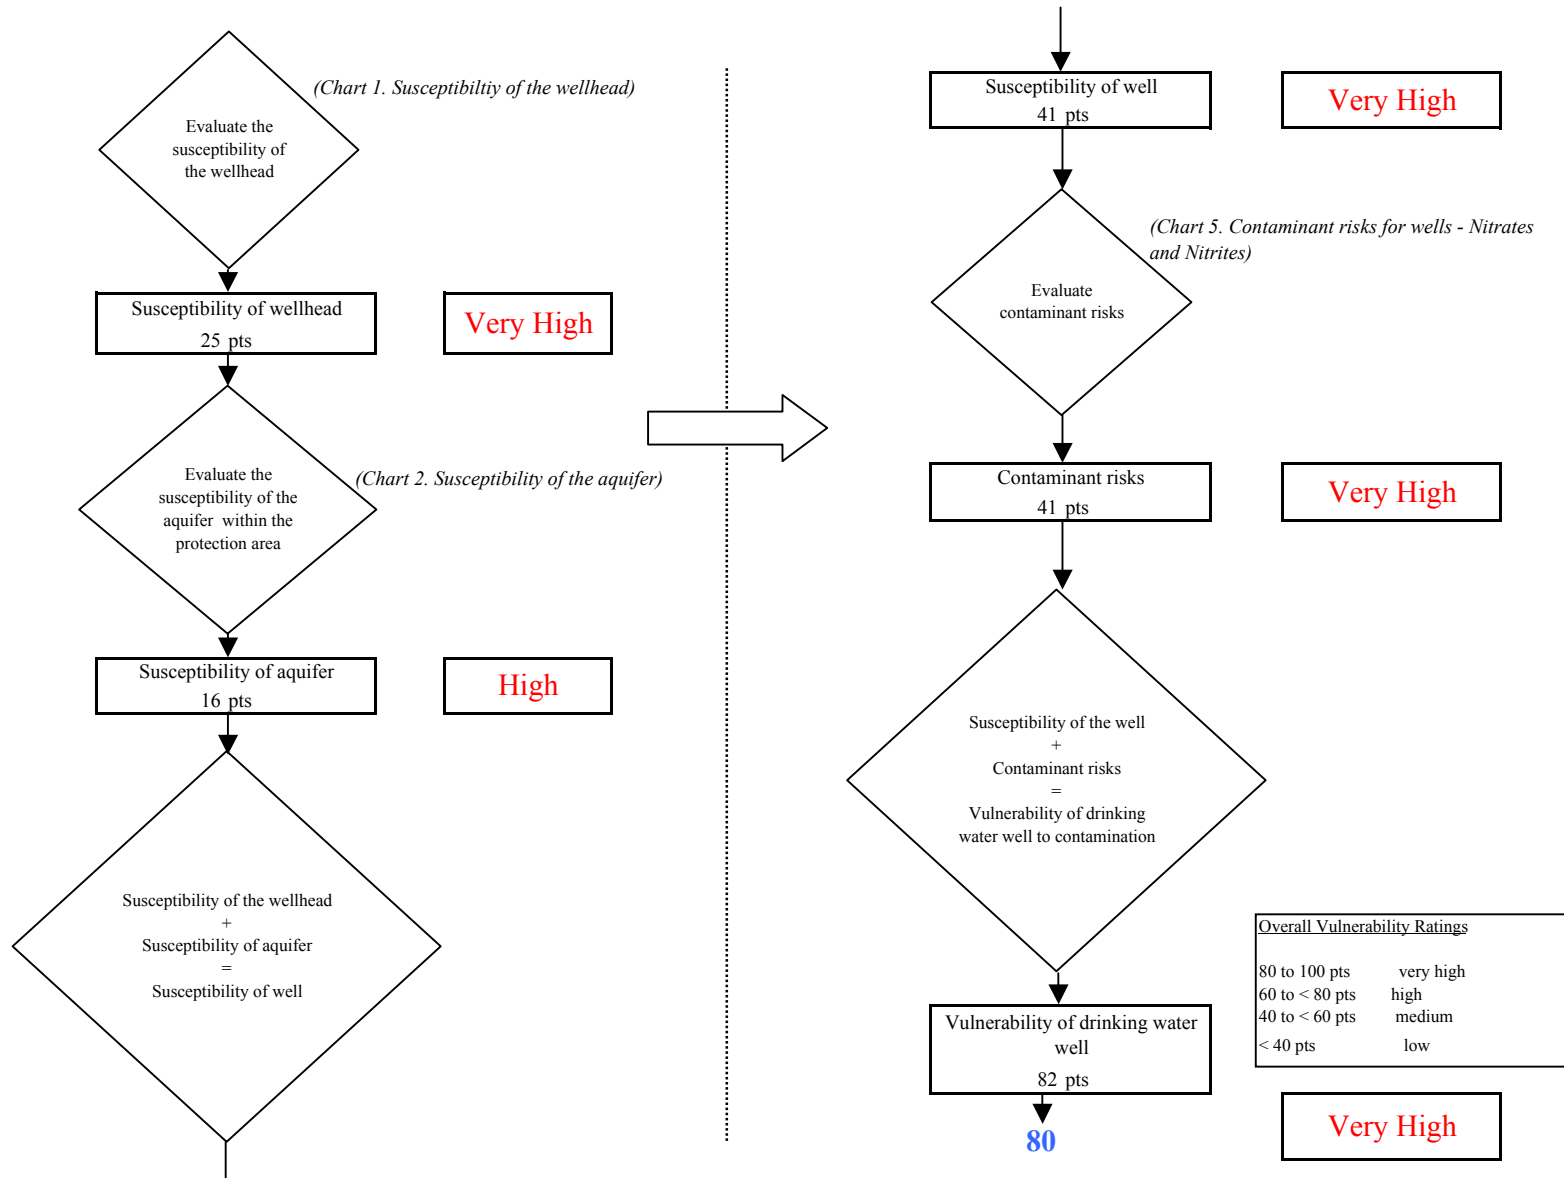 (Chart 1. Susceptibiltiy of the wellhead)
Evaluate the
susceptibility of
the wellhead
Susceptibility of wellhead
25 pts
Very High
(Chart 2. Susceptibility of the aquifer)
Evaluate the
susceptibility of the
aquifer within the
protection area
Susceptibility of aquifer
16 pts
High
Susceptibility of the wellhead
+
Susceptibility of aquifer
=
Susceptibility of well
Susceptibility of well
41 pts
Very High
(Chart 5. Contaminant risks for wells - Nitrates
and Nitrites)
Evaluate
contaminant risks
Contaminant risks
41 pts
Very High
Susceptibility of the well
+
Contaminant risks
=
Vulnerability of drinking
water well to contamination
Overall Vulnerability Ratings
80 to 100 pts very high
60 to < 80 pts high
40 to < 60 pts medium
< 40 pts low
Vulnerability of drinking water
well
82 pts
80
Very High